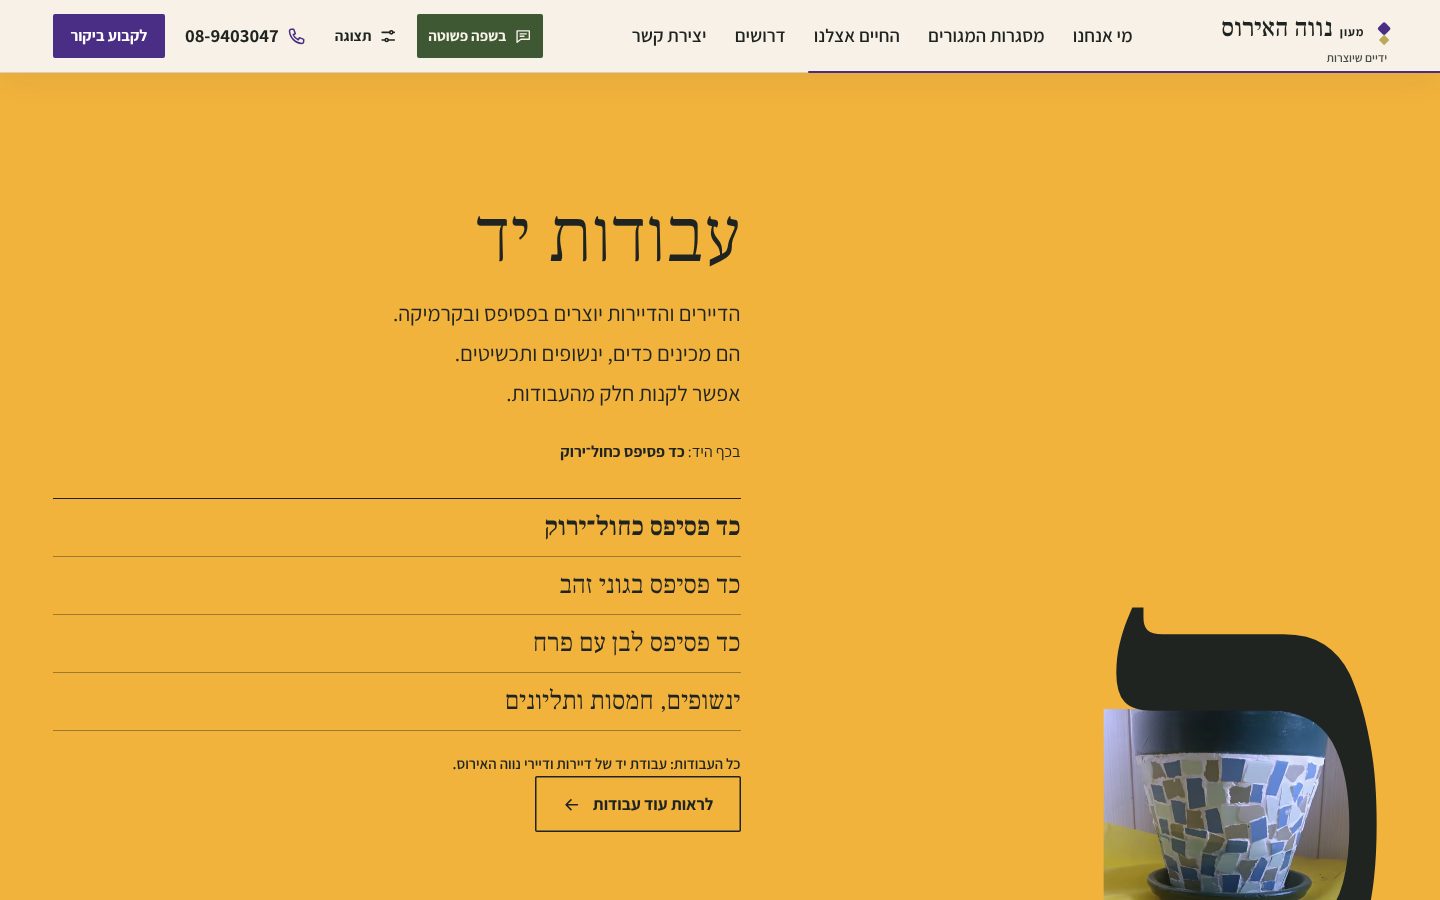 מעון נווה האירוס
ידיים שיוצרות
מי אנחנו
מסגרות המגורים
החיים אצלנו
דרושים
יצירת קשר
בשפה פשוטה
תצוגה
08-9403047
לקבוע ביקור
עבודות יד
הדיירים והדיירות יוצרים בפסיפס ובקרמיקה.
הם מכינים כדים, ינשופים ותכשיטים.
אפשר לקנות חלק מהעבודות.
בכף היד: כד פסיפס כחול־ירוק
כד פסיפס כחול־ירוק
כד פסיפס בגוני זהב
כד פסיפס לבן עם פרח
ינשופים, חמסות ותליונים
כל העבודות: עבודת יד של דיירות ודיירי נווה האירוס.
לראות עוד עבודות